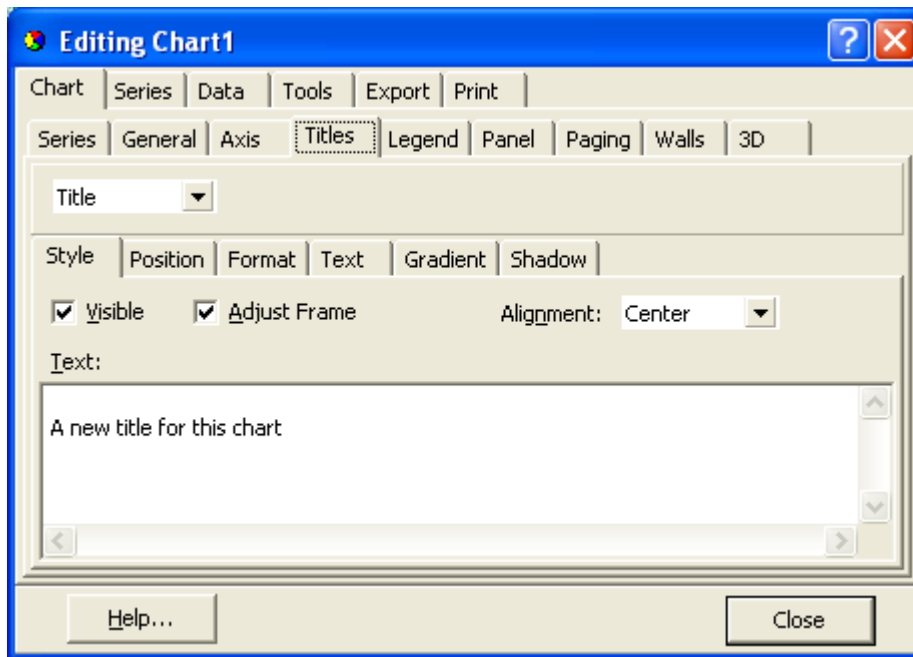 Editing Chart1
?
Chart Series Data Tools Export Print
Series General Axis Titles Legend Panel Paging Walls 3D
Title
Style Position Format Text Gradient Shadow
Visible Adjust Frame Alignment: Center
Text:
A new title for this chart
Help... Close